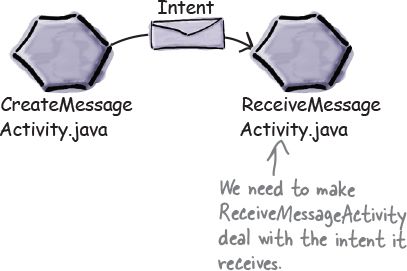 Intent
CreateMessage
Activity.java
ReceiveMessage
Activity.java
We need to make
ReceiveMessageActivity
deal with the intent it
receives.